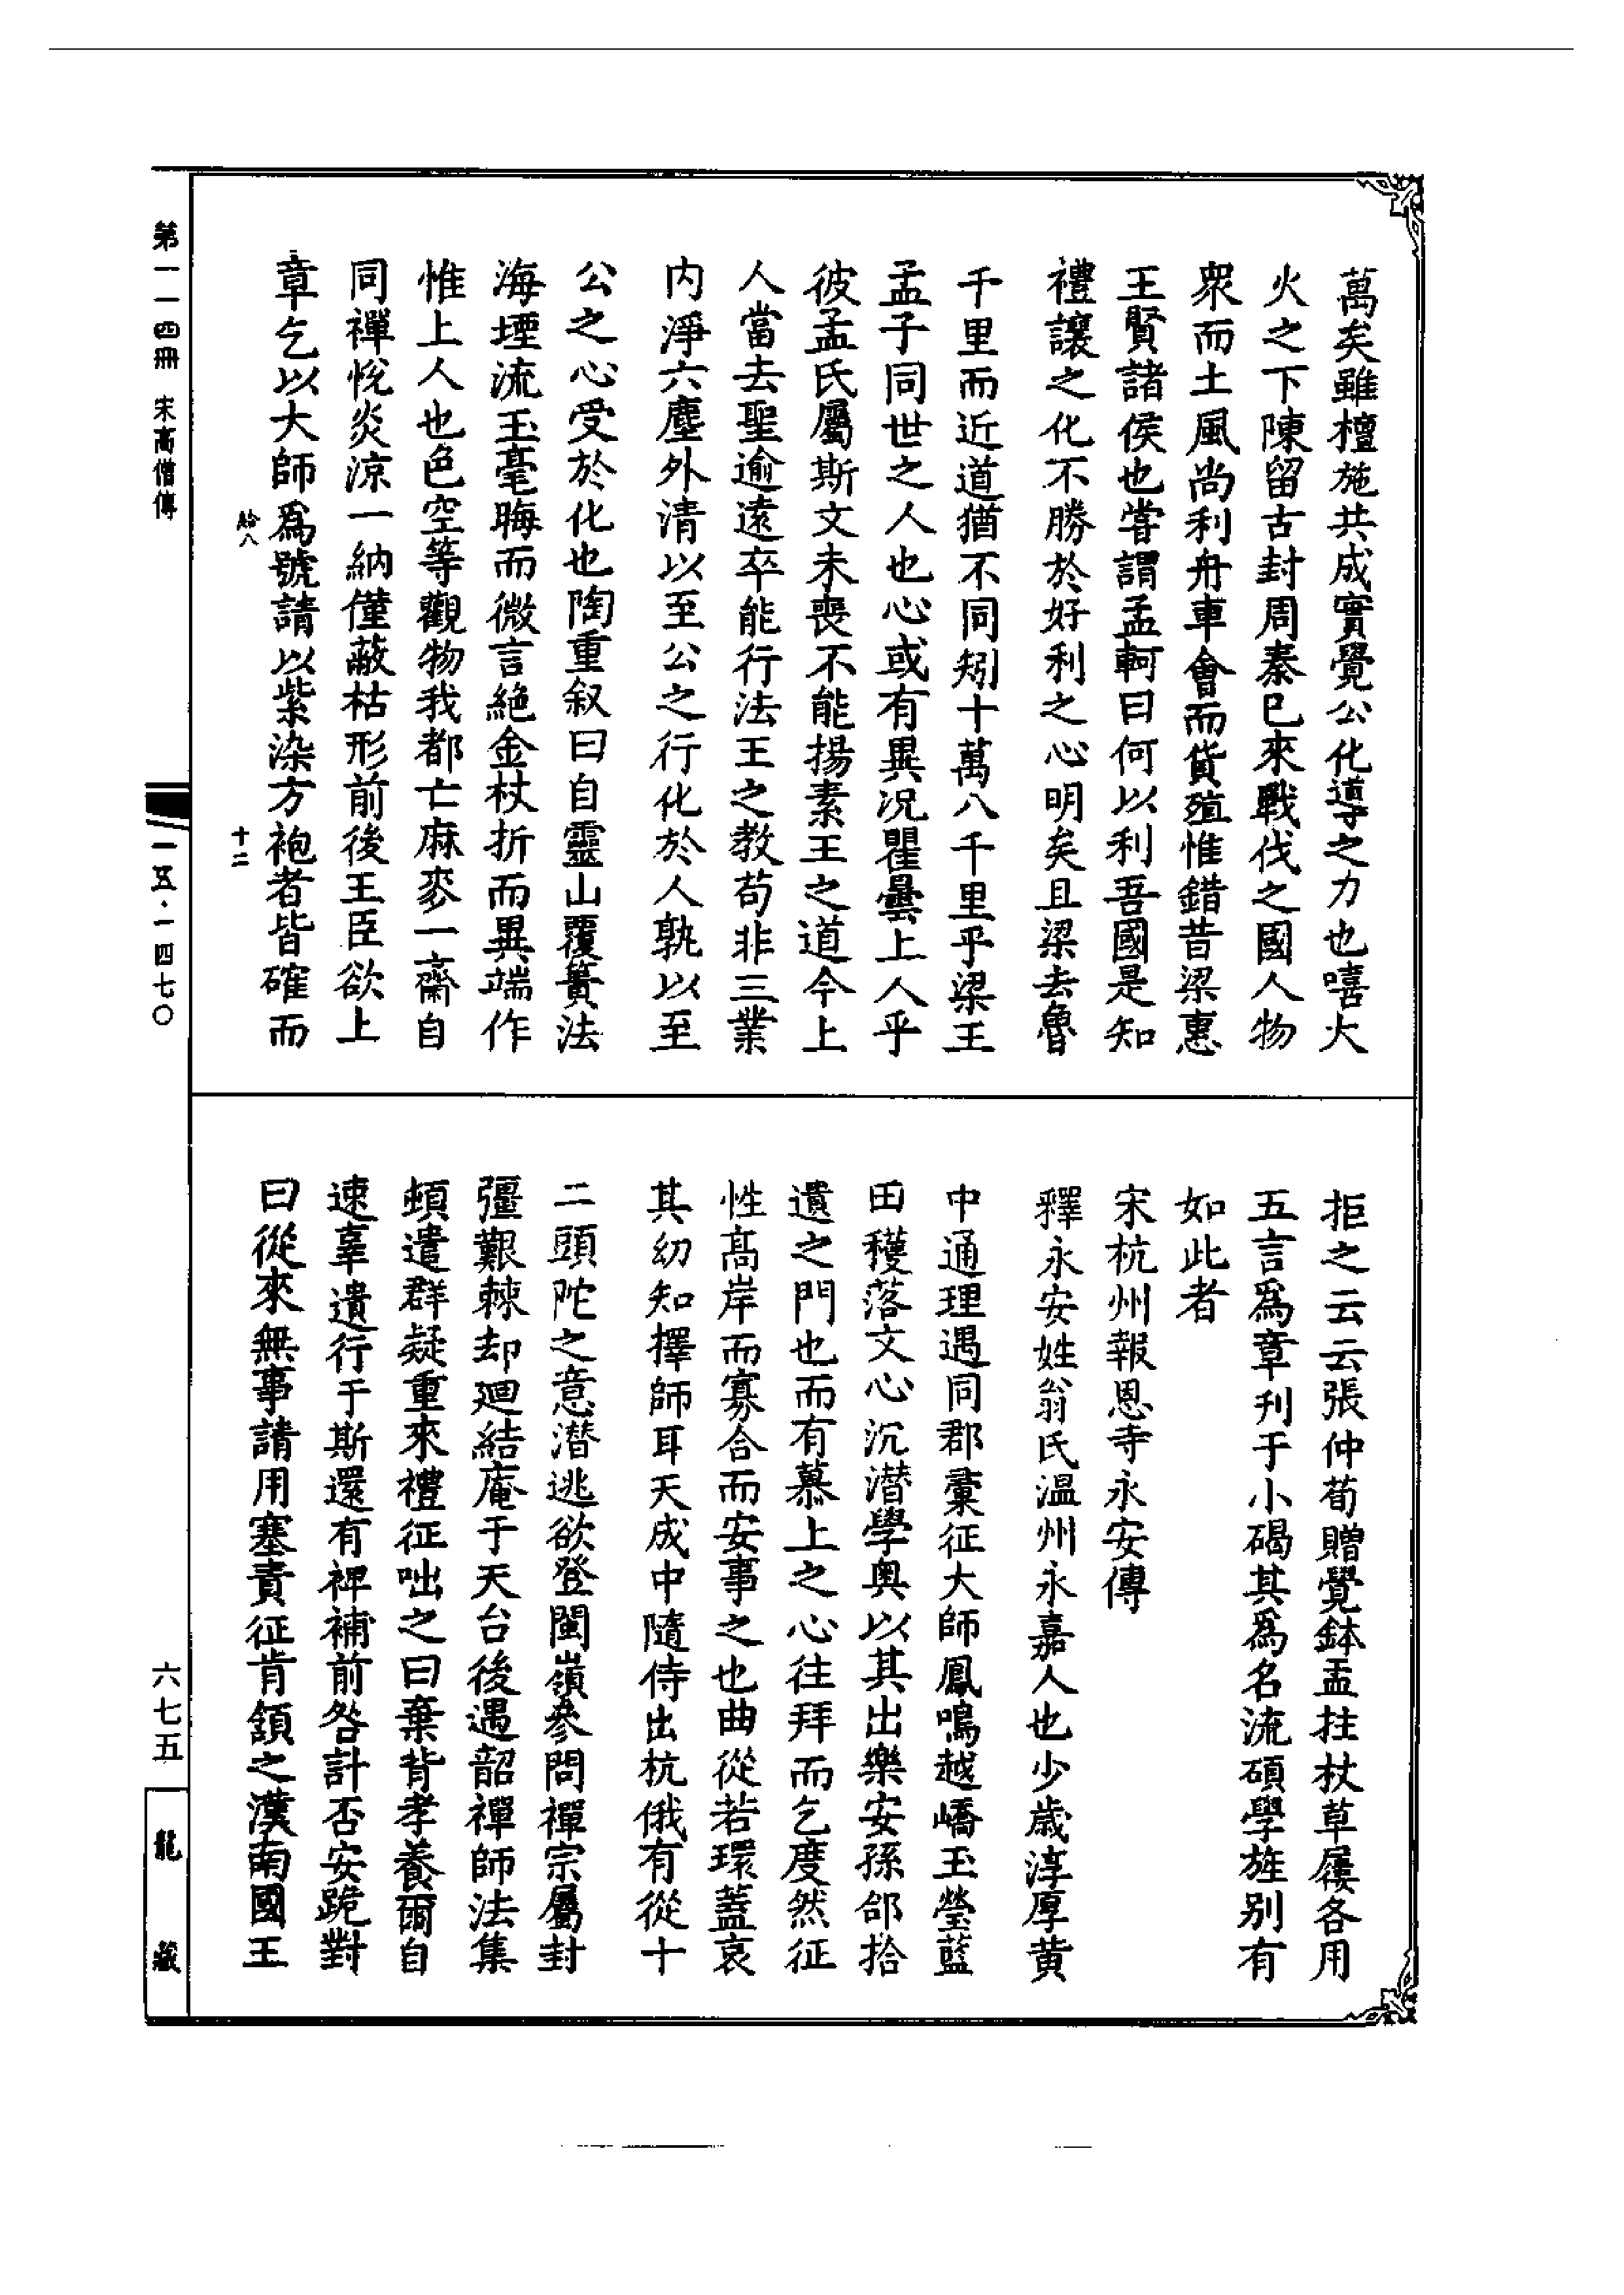 萬矣雖檀施共成實覺公化導之力也嘻大
火之下陳留古封周秦已來戰伐之國人物
衆而土風尚利舟車會而貨殖惟錯昔梁惠
王賢諸侯也嘗謂孟軻曰何以利吾國是知
禮讓之化不勝於好利之心明矣且梁去魯
千里而近道猶不同矧十萬八千里乎梁王
孟子同世之人也心或有異况瞿曇上人乎
彼孟氏屬斯文未喪不能揚素王之道今上
人當去聖逾遠卒能行法王之教苟非三業
内淨六塵外清以至公之行化於人孰以至
公之心受於化也陶重叙曰自靈山覆簣法
海堙流玉毫晦而微言絶金杖折而異端作
惟上人也色空等觀物我都亡麻麥一齋自
同禪悅炎涼一納僅蔽枯形前後王臣欲上
章乞以大師爲號請以紫染方袍者皆確而
拒之云云張仲荀贈覺鉢盂拄杖草屨各用
五言爲章刊于小碣其爲名流碩學旌别有
如此者
宋杭州報恩寺永安傳
釋永安姓翁氏温州永嘉人也少歲淳厚黄
中通理遇同郡彙征大師鳳鳴越嶠玉瑩藍
田穫落文心沉潜學奥以其出樂安孫郃拾
遺之門也而有慕上之心往拜而乞度然征
性髙岸而寡合而安事之也曲從若環蓋哀
其幼知擇師耳天成中隨侍出杭俄有從十
二頭陀之意潜逃欲登閩嶺參問禪宗屬封
彊艱棘却廻結庵于天台後遇韶禪師法集
頓遣群疑重來禮征咄之曰棄背孝養爾自
速辜遺行于斯還有裨補前咎計否安跪對
曰從來無事請用塞責征肯頷之漢南國王
第一一四冊 宋高僧傳
一五·一四七〇
六七五
龍藏
十二